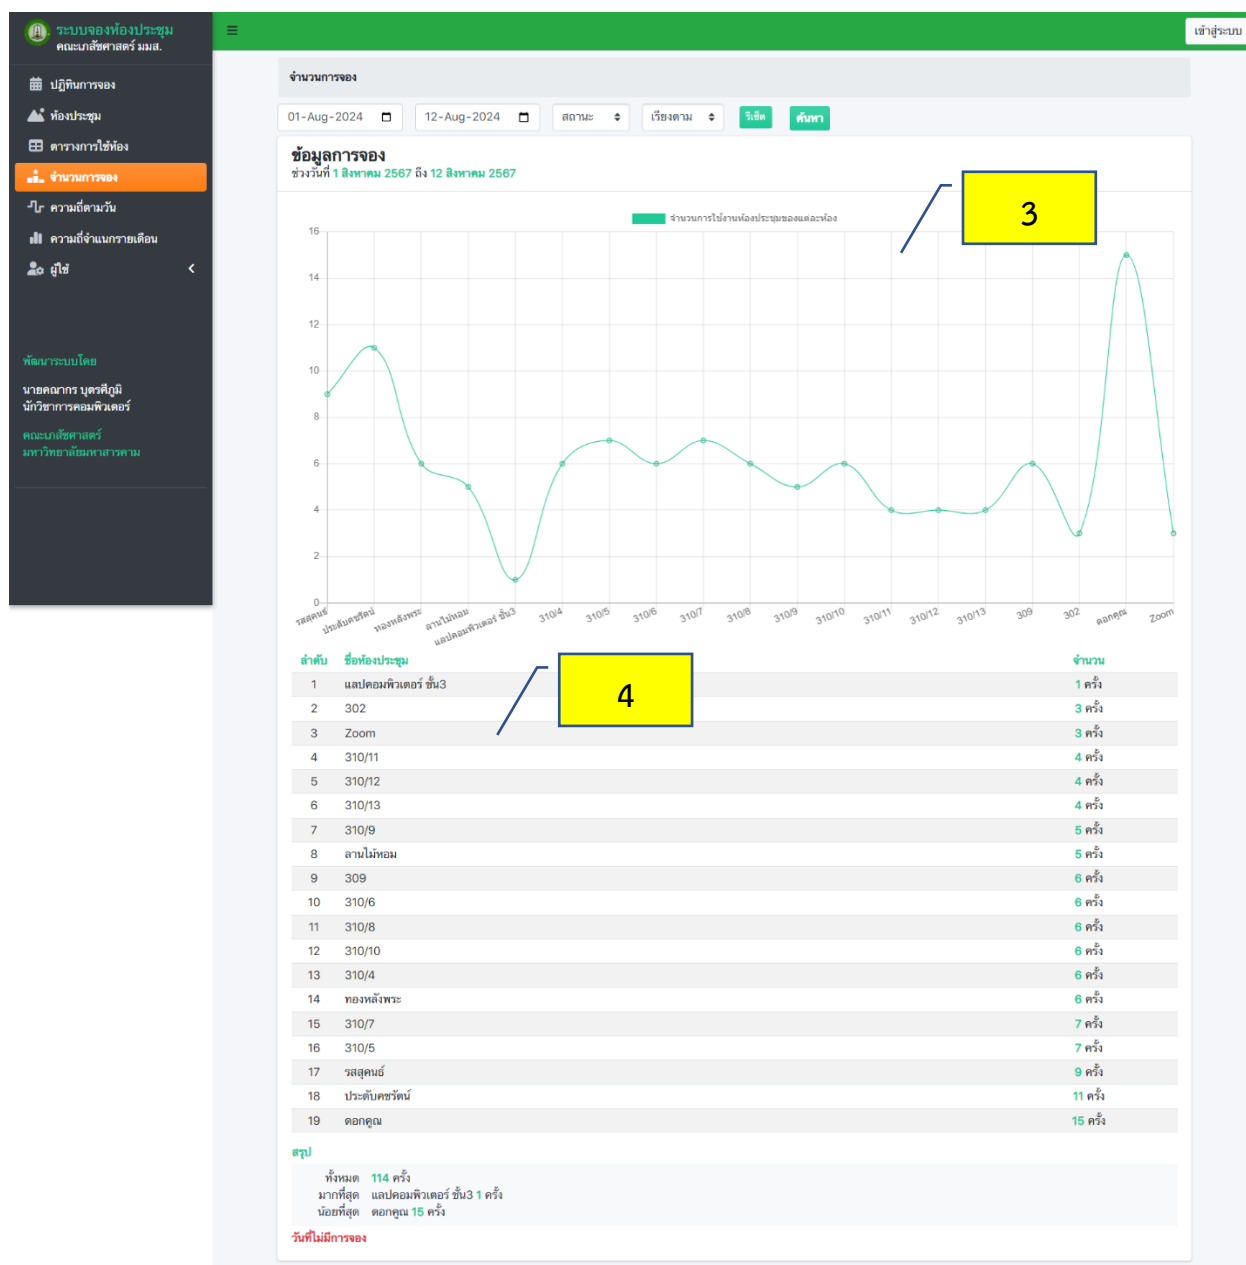 ระบบจองห้องประชุม
คณะเภสัชศาสตร์ มมส.
เข้าสู่ระบบ
ปฏิทินการจอง
ห้องประชุม
ตารางการใช้ห้อง
จำนวนการจอง
ความถี่ตามวัน
ความถี่จำแนกรายเดือน
ผู้ใช้
พัฒนาระบบโดย
นายคณากร บุตรศีภูมิ
นักวิชาการคอมพิวเตอร์
คณะเภสัชศาสตร์
มหาวิทยาลัยมหาสารคาม
จำนวนการจอง
01-Aug-2024 12-Aug-2024 สถานะ เรียงตาม รีเซ็ต ค้นหา
ข้อมูลการจอง
ช่วงวันที่ 1 สิงหาคม 2567 ถึง 12 สิงหาคม 2567
3
จำนวนการใช้งานห้องประชุมของแต่ละห้อง
16
14
12
10
8
6
4
2
0
รสสุคนธ์ ประดับคชรัตน์ ทองหลังพระ ลานไม้หอม แลปคอมพิวเตอร์ ชั้น3 310/4 310/5 310/6 310/7 310/8 310/9 310/10 310/11 310/12 310/13 309 302 ดอกคูณ Zoom
4
ลำดับ ชื่อห้องประชุม จำนวน
1 แลปคอมพิวเตอร์ ชั้น3 1 ครั้ง
2 302 3 ครั้ง
3 Zoom 3 ครั้ง
4 310/11 4 ครั้ง
5 310/12 4 ครั้ง
6 310/13 4 ครั้ง
7 310/9 5 ครั้ง
8 ลานไม้หอม 5 ครั้ง
9 309 6 ครั้ง
10 310/6 6 ครั้ง
11 310/8 6 ครั้ง
12 310/10 6 ครั้ง
13 310/4 6 ครั้ง
14 ทองหลังพระ 6 ครั้ง
15 310/7 7 ครั้ง
16 310/5 7 ครั้ง
17 รสสุคนธ์ 9 ครั้ง
18 ประดับคชรัตน์ 11 ครั้ง
19 ดอกคูณ 15 ครั้ง
สรุป
ทั้งหมด 114 ครั้ง
มากที่สุด แลปคอมพิวเตอร์ ชั้น3 1 ครั้ง
น้อยที่สุด ดอกคูณ 15 ครั้ง
วันที่ไม่มีการจอง